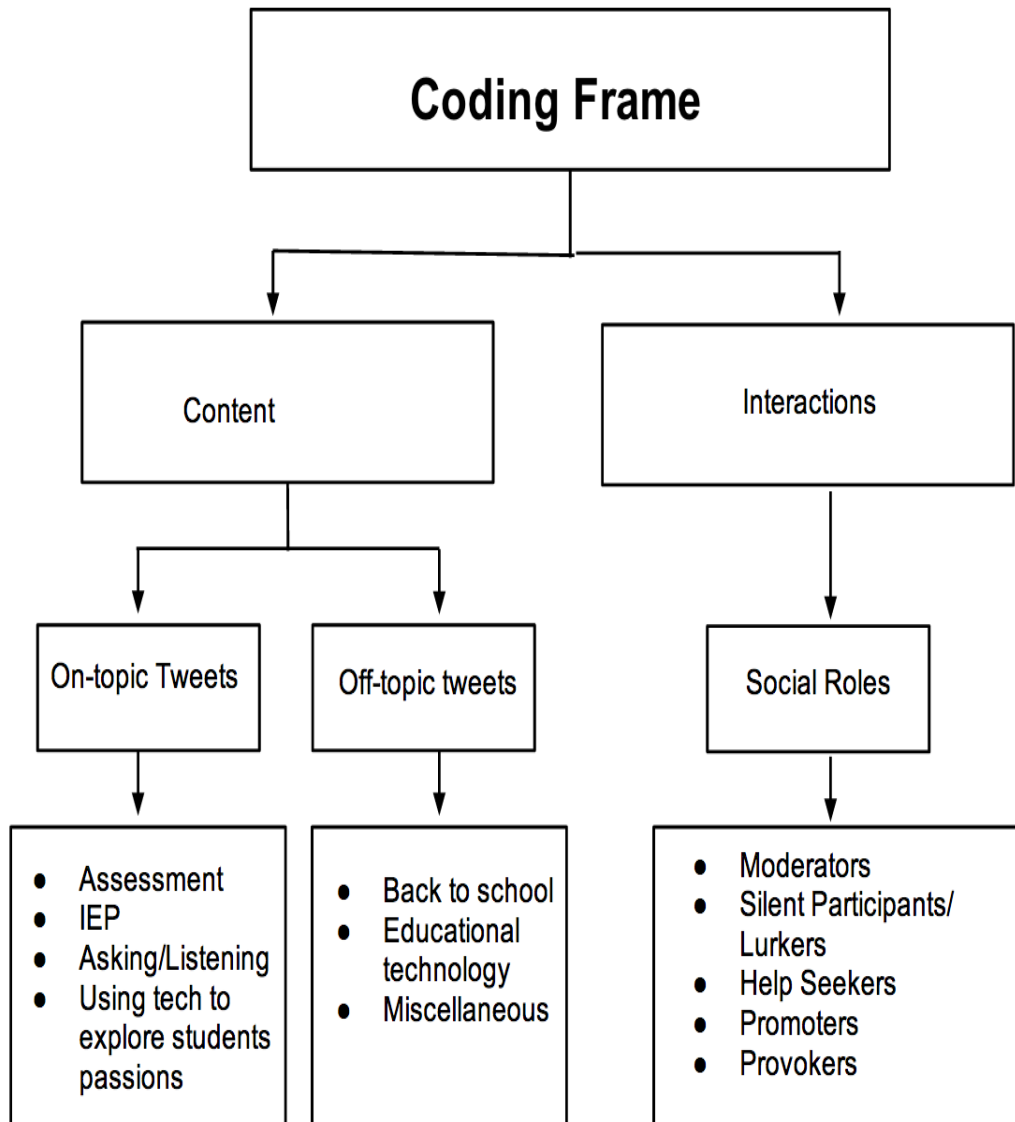 Coding Frame
Content
Interactions
On-topic Tweets
Off-topic tweets
Social Roles
● Assessment
● IEP
● Asking/Listening
● Using tech to
explore students
passions
● Back to school
● Educational
technology
● Miscellaneous
● Moderators
● Silent Participants/
Lurkers
● Help Seekers
● Promoters
● Provokers